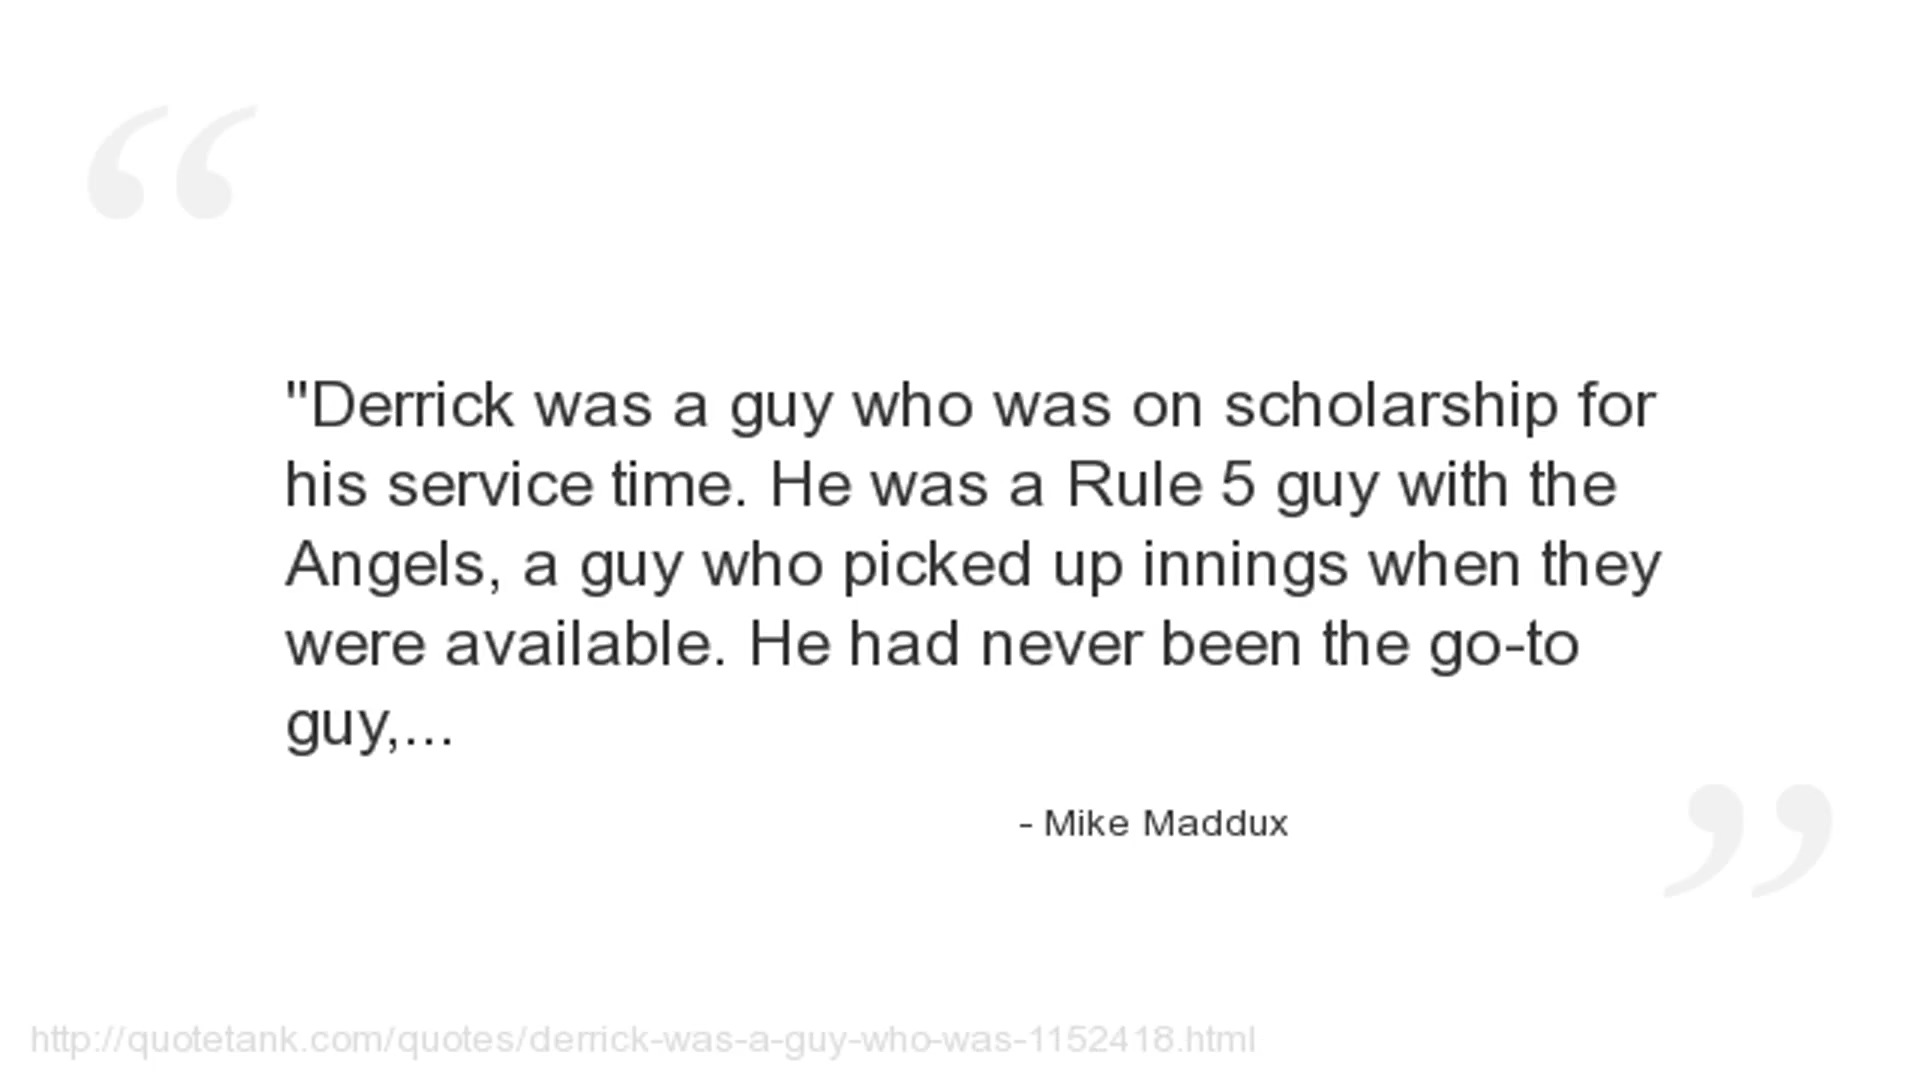 "Derrick was a guy who was on scholarship for
his service time. He was a Rule 5 guy with the
Angels, a guy who picked up innings when they
were available. He had never been the go-to
guy,...
- Mike Maddux
http://quotetank.com/quotes/derrick-was-a-guy-who-was-1152418.html